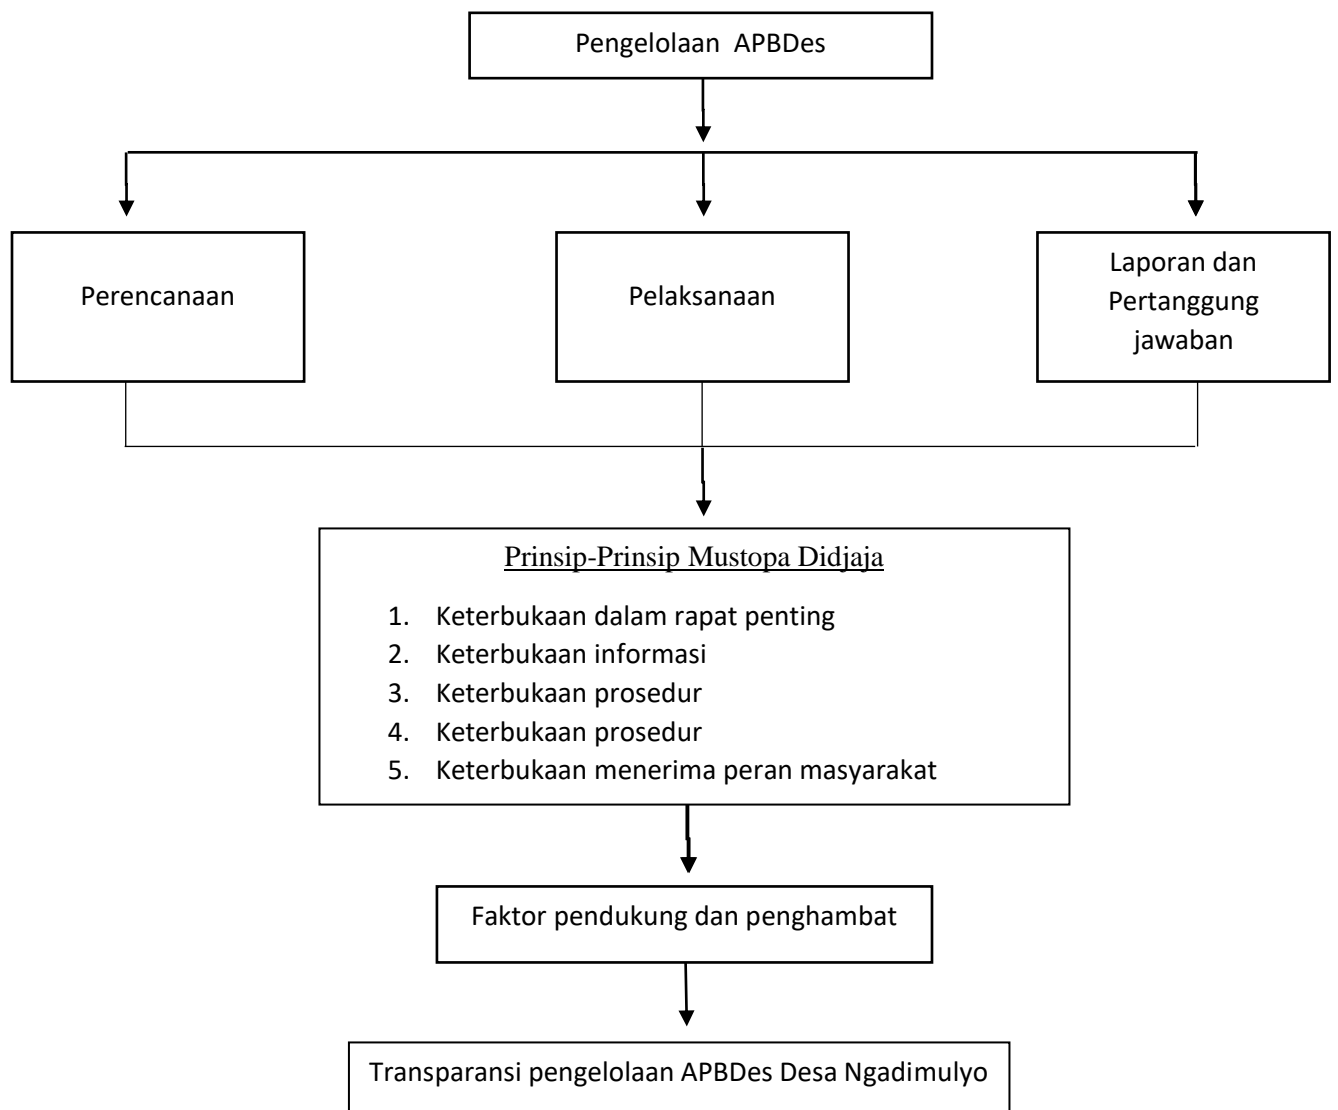 Pengelolaan APBDes
Perencanaan
Pelaksanaan
Laporan dan
Pertanggung
jawaban
Prinsip-Prinsip Mustopa Didjaja
1. Keterbukaan dalam rapat penting
2. Keterbukaan informasi
3. Keterbukaan prosedur
4. Keterbukaan prosedur
5. Keterbukaan menerima peran masyarakat
Faktor pendukung dan penghambat
Transparansi pengelolaan APBDes Desa Ngadimulyo